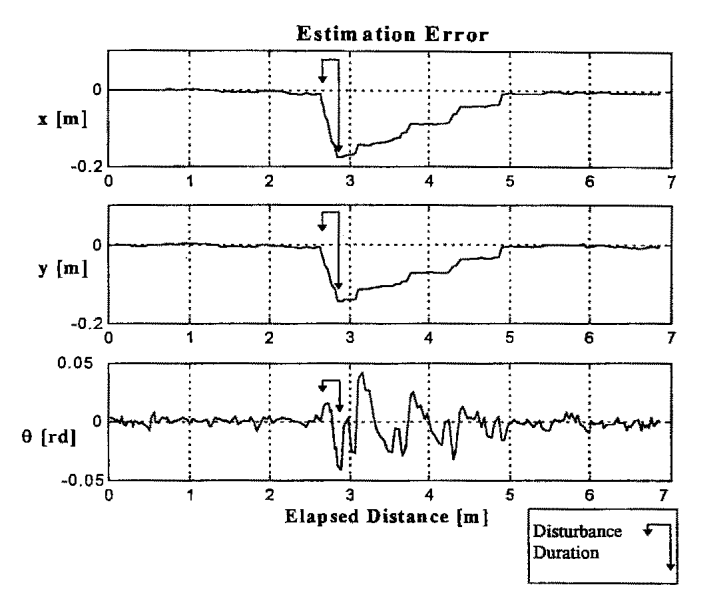 Estimation Error
0
x [m]
-0.2
0 1 2 3 4 5 6 7
0
y [m]
-0.2
0 1 2 3 4 5 6 7
0.05
0
θ [rd]
-0.05
0 1 2 3 4 5 6 7
Elapsed Distance [m]
Disturbance
Duration